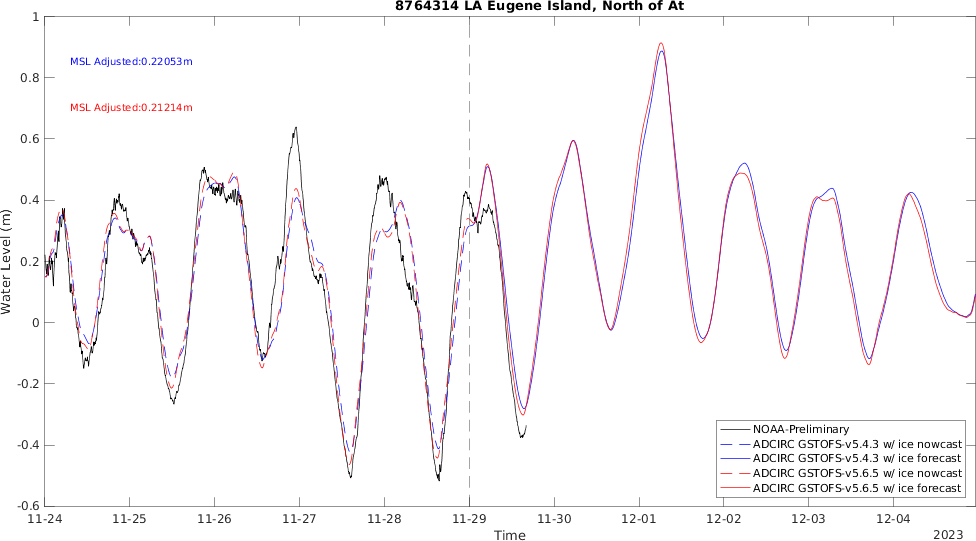 8764314 LA Eugene Island, North of At
MSL Adjusted:0.22053m
MSL Adjusted:0.21214m
Water Level (m)
1
0.8
0.6
0.4
0.2
0
-0.2
-0.4
-0.6
NOAA-Preliminary
ADCIRC GSTOFS-v5.4.3 w/ ice nowcast
ADCIRC GSTOFS-v5.4.3 w/ ice forecast
ADCIRC GSTOFS-v5.6.5 w/ ice nowcast
ADCIRC GSTOFS-v5.6.5 w/ ice forecast
11-24 11-25 11-26 11-27 11-28 11-29 11-30 12-01 12-02 12-03 12-04
Time
2023